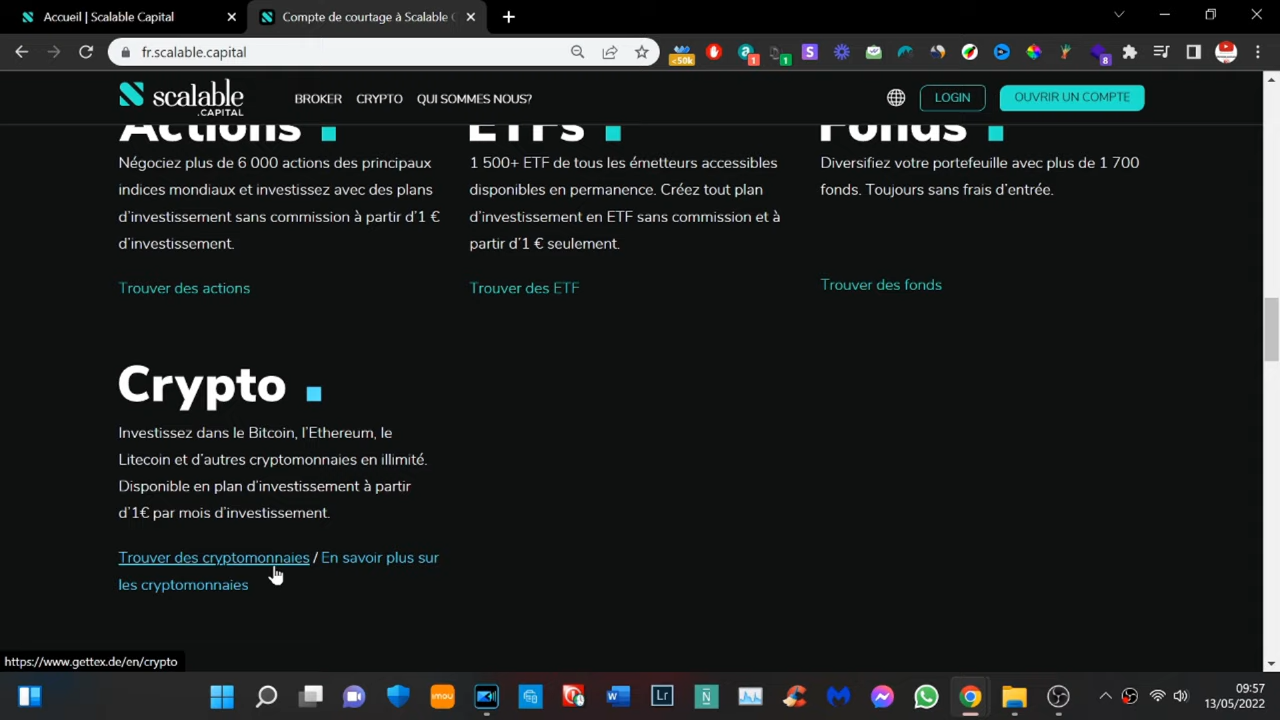 Accueil | Scalable Capital
Compte de courtage à Scalable C
fr.scalable.capital
<50k
1
1
8
scalable
.CAPITAL
BROKER
CRYPTO
QUI SOMMES NOUS?
LOGIN
OUVRIR UN COMPTE
Actions
ETFs
Fonds
Négociez plus de 6 000 actions des principaux
indices mondiaux et investissez avec des plans
d'investissement sans commission à partir d'1 €
d'investissement.
Trouver des actions
1 500+ ETF de tous les émetteurs accessibles
disponibles en permanence. Créez tout plan
d'investissement en ETF sans commission et à
partir d'1 € seulement.
Trouver des ETF
Diversifiez votre portefeuille avec plus de 1 700
fonds. Toujours sans frais d'entrée.
Trouver des fonds
Crypto
Investissez dans le Bitcoin, l'Ethereum, le
Litecoin et d'autres cryptomonnaies en illimité.
Disponible en plan d'investissement à partir
d'1€ par mois d'investissement.
Trouver des cryptomonnaies / En savoir plus sur
les cryptomonnaies
https://www.gettex.de/en/crypto
imou
W
Lr
09:57
13/05/2022